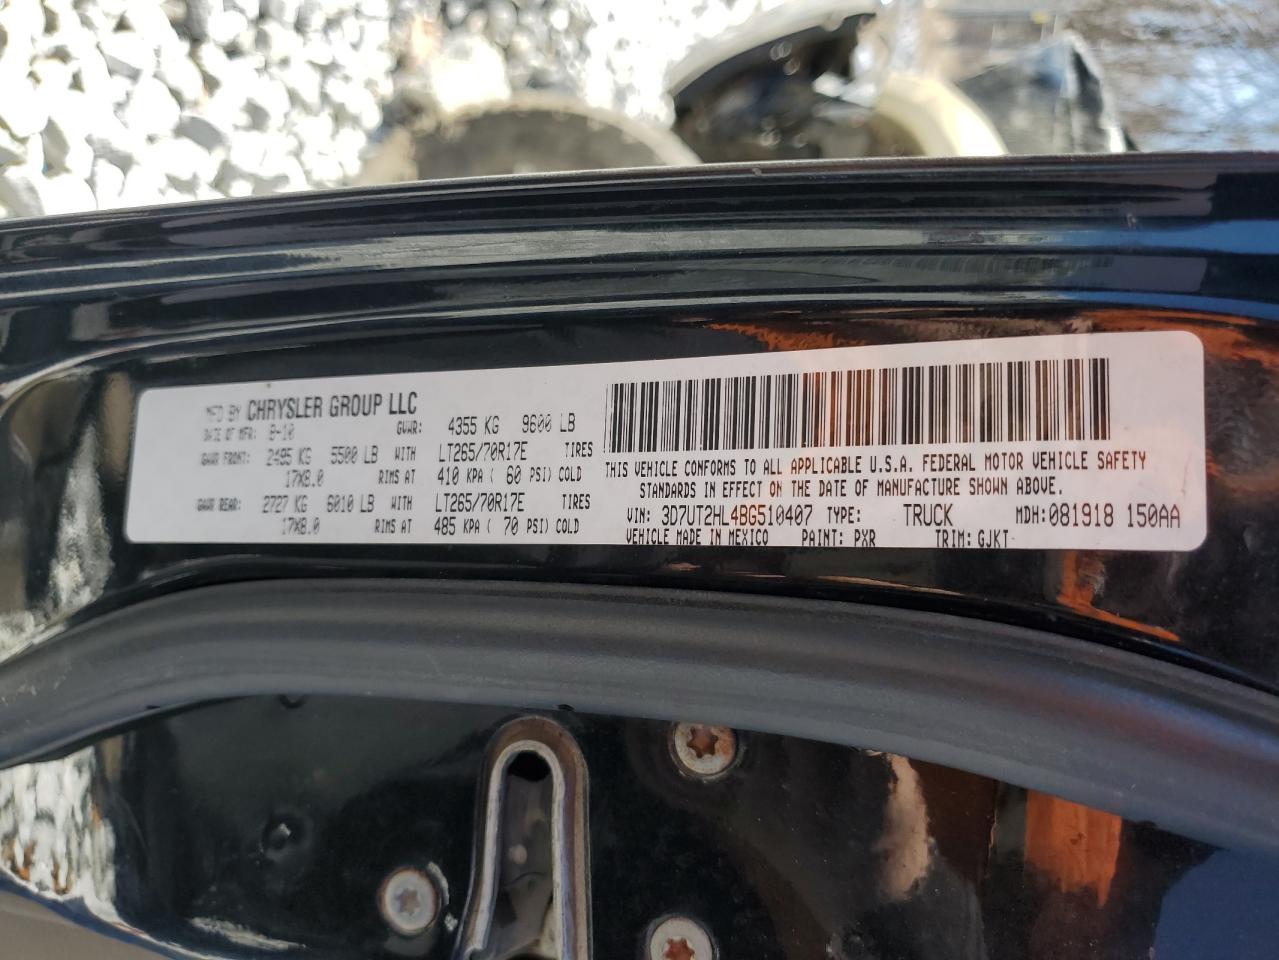 MFD BY CHRYSLER GROUP LLC
DATE OF MFR: 8-10 GVWR: 4355 KG 9600 LB
GAWR FRONT: 2495 KG 5500 LB WITH LT265/70R17E TIRES
17X8.0 RIMS AT 410 KPA ( 60 PSI) COLD
GAWR REAR: 2727 KG 6010 LB WITH LT265/70R17E TIRES
17X8.0 RIMS AT 485 KPA ( 70 PSI) COLD
THIS VEHICLE CONFORMS TO ALL APPLICABLE U.S.A. FEDERAL MOTOR VEHICLE SAFETY
STANDARDS IN EFFECT ON THE DATE OF MANUFACTURE SHOWN ABOVE.
VIN: 3D7UT2HL4BG510407 TYPE: TRUCK MDH:081918 150AA
VEHICLE MADE IN MEXICO PAINT: PXR TRIM: GJKT